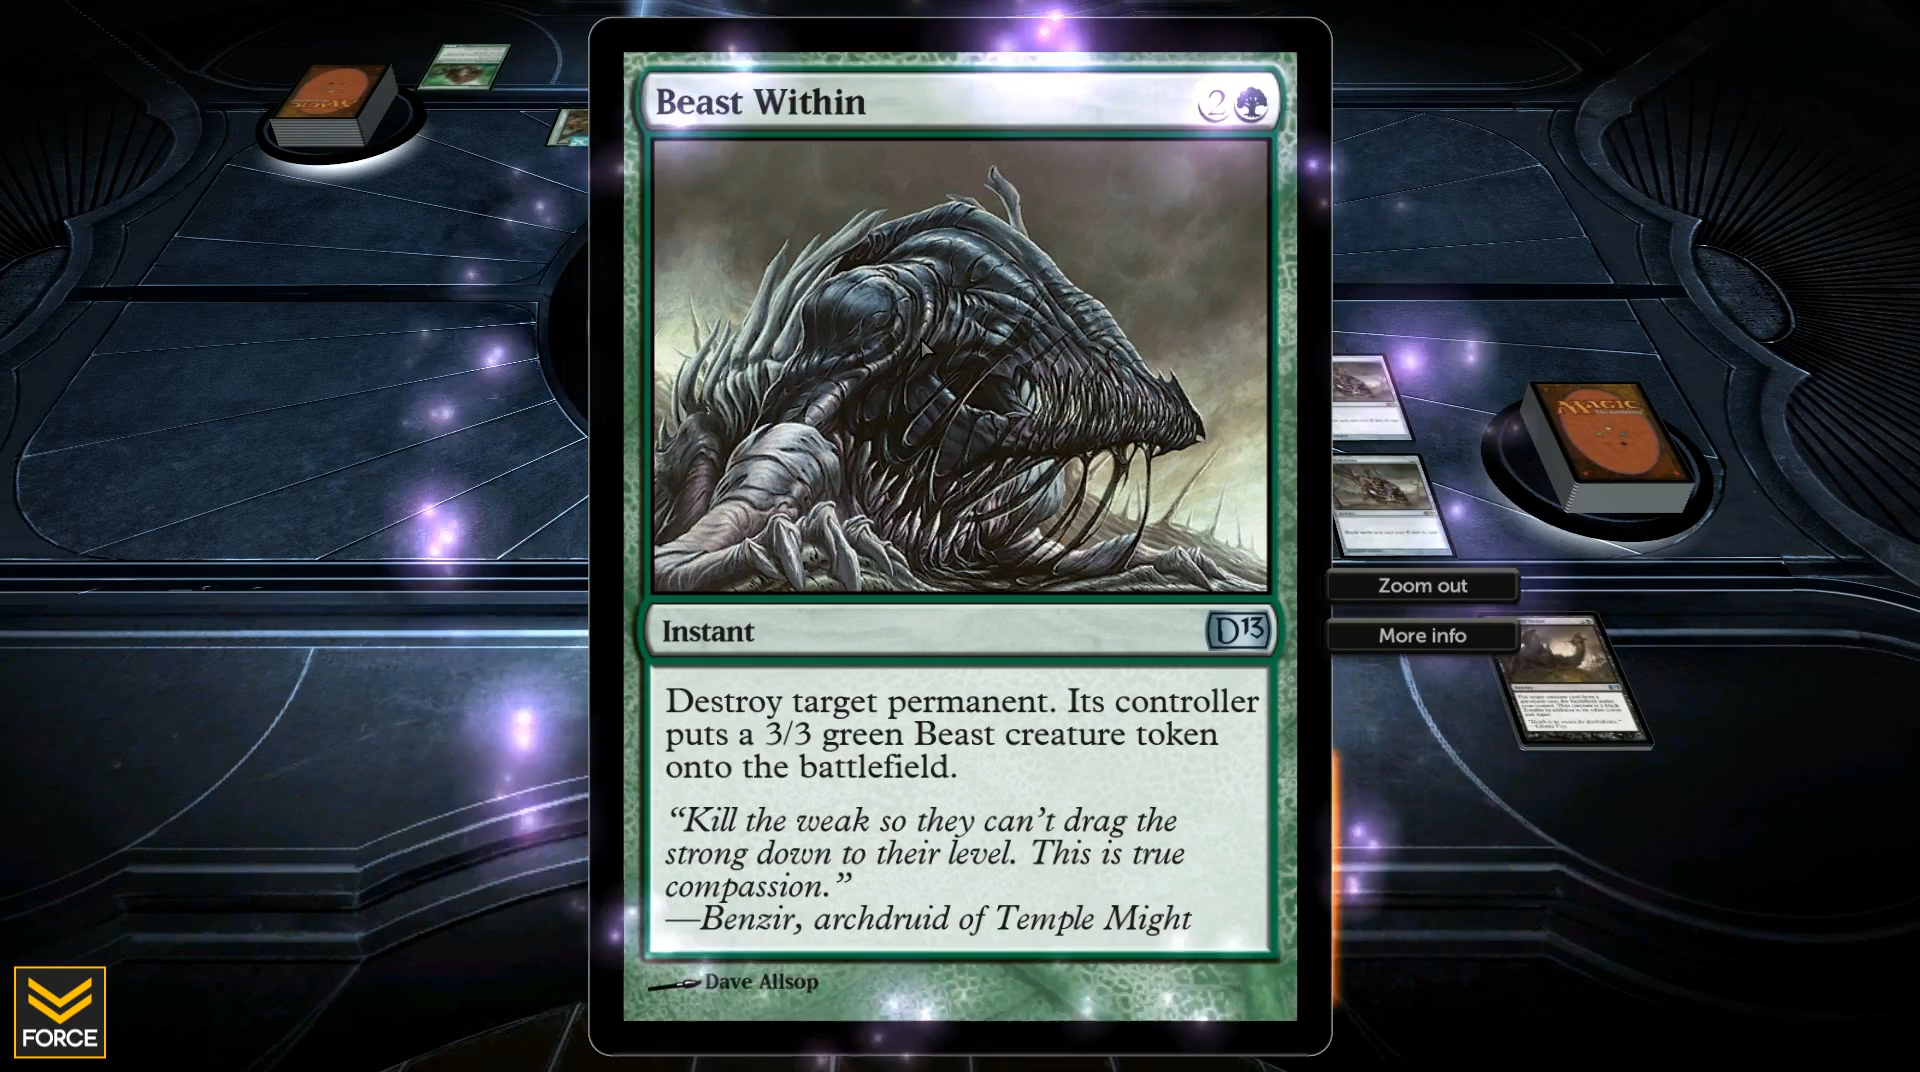 Beast Within
2
Instant
D13
Destroy target permanent. Its controller
puts a 3/3 green Beast creature token
onto the battlefield.
“Kill the weak so they can’t drag the
strong down to their level. This is true
compassion.”
—Benzir, archdruid of Temple Might
Dave Allsop
MAGIC
MAGIC
Zoom out
More info
FORCE